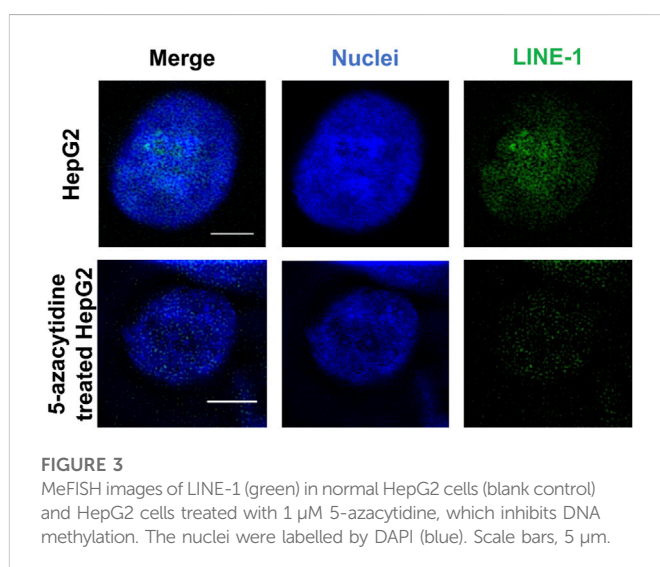 Merge Nuclei LINE-1
HepG2
5-azacytidine
treated HepG2
FIGURE 3
MeFISH images of LINE-1 (green) in normal HepG2 cells (blank control)
and HepG2 cells treated with 1 μM 5-azacytidine, which inhibits DNA
methylation. The nuclei were labelled by DAPI (blue). Scale bars, 5 μm.